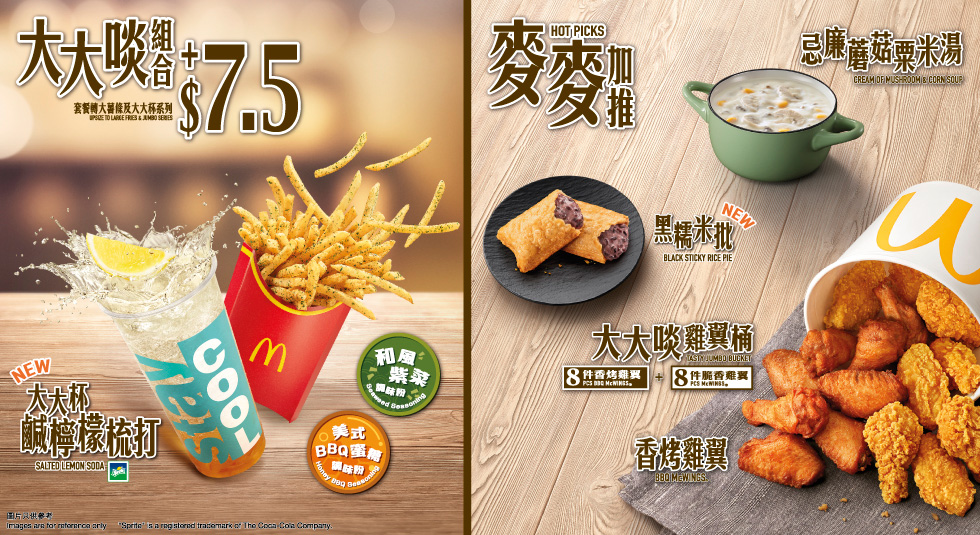 大大啖組合+$7.5
套餐轉大薯條及大大杯系列
UPSIZE TO LARGE FRIES & JUMBO SERIES
COOL
和風
紫菜
調味粉
Seaweed Seasoning
美式
BBQ蜜糖
調味粉
Honey BBQ Seasoning
NEW
大大杯
鹹檸檬梳打
SALTED LEMON SODA
Sprite
圖片只供參考
Images are for reference only. "Sprite" is a registered trademark of The Coca-Cola Company.
HOT PICKS
麥麥加推
忌廉蘑菇粟米湯
CREAM OF MUSHROOM & CORN SOUP
NEW
黑糯米批
BLACK STICKY RICE PIE
大大啖雞翼桶
TASTY JUMBO BUCKET
8件香烤雞翼 + 8件脆香雞翼
PCS BBQ McWINGS® PCS McWINGS®
香烤雞翼
BBQ McWINGS®